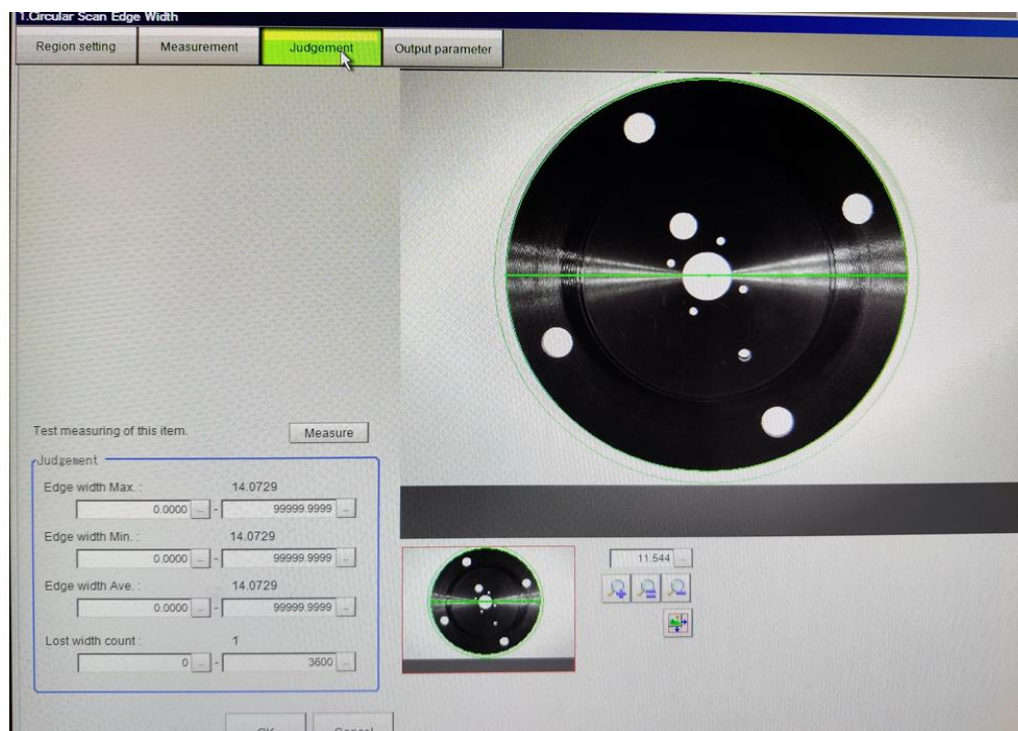 1.Circular Scan Edge Width
Region setting Measurement Judgement Output parameter
Test measuring of this item. Measure
Judgement
Edge width Max. : 14.0729
0.0000 ... - 99999.9999 ...
Edge width Min. : 14.0729
0.0000 ... - 99999.9999 ...
Edge width Ave. : 14.0729
0.0000 ... - 99999.9999 ...
Lost width count : 1
0 ... - 3600 ...
11.544 ...